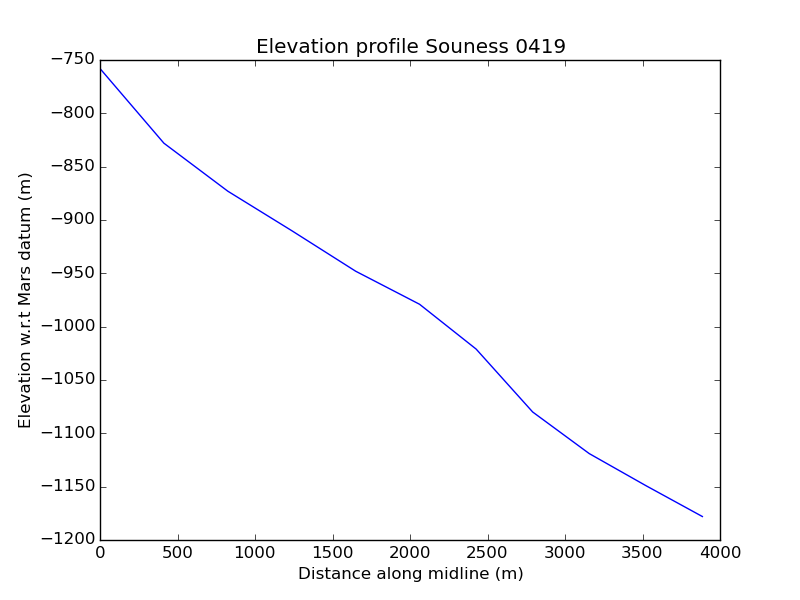 Elevation profile Souness 0419
−750
−800
−850
−900
−950
−1000
−1050
−1100
−1150
−1200
Elevation w.r.t Mars datum (m)
0 500 1000 1500 2000 2500 3000 3500 4000
Distance along midline (m)